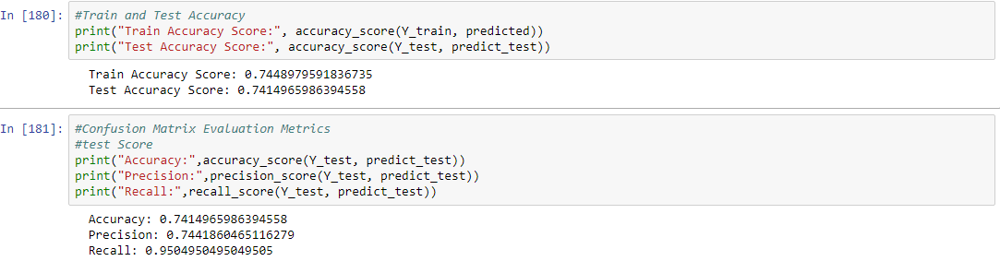 In [180]: #Train and Test Accuracy
print("Train Accuracy Score:", accuracy_score(Y_train, predicted))
print("Test Accuracy Score:", accuracy_score(Y_test, predict_test))
Train Accuracy Score: 0.7448979591836735
Test Accuracy Score: 0.7414965986394558
In [181]: #Confusion Matrix Evaluation Metrics
#test Score
print("Accuracy:",accuracy_score(Y_test, predict_test))
print("Precision:",precision_score(Y_test, predict_test))
print("Recall:",recall_score(Y_test, predict_test))
Accuracy: 0.7414965986394558
Precision: 0.7441860465116279
Recall: 0.9504950495049505